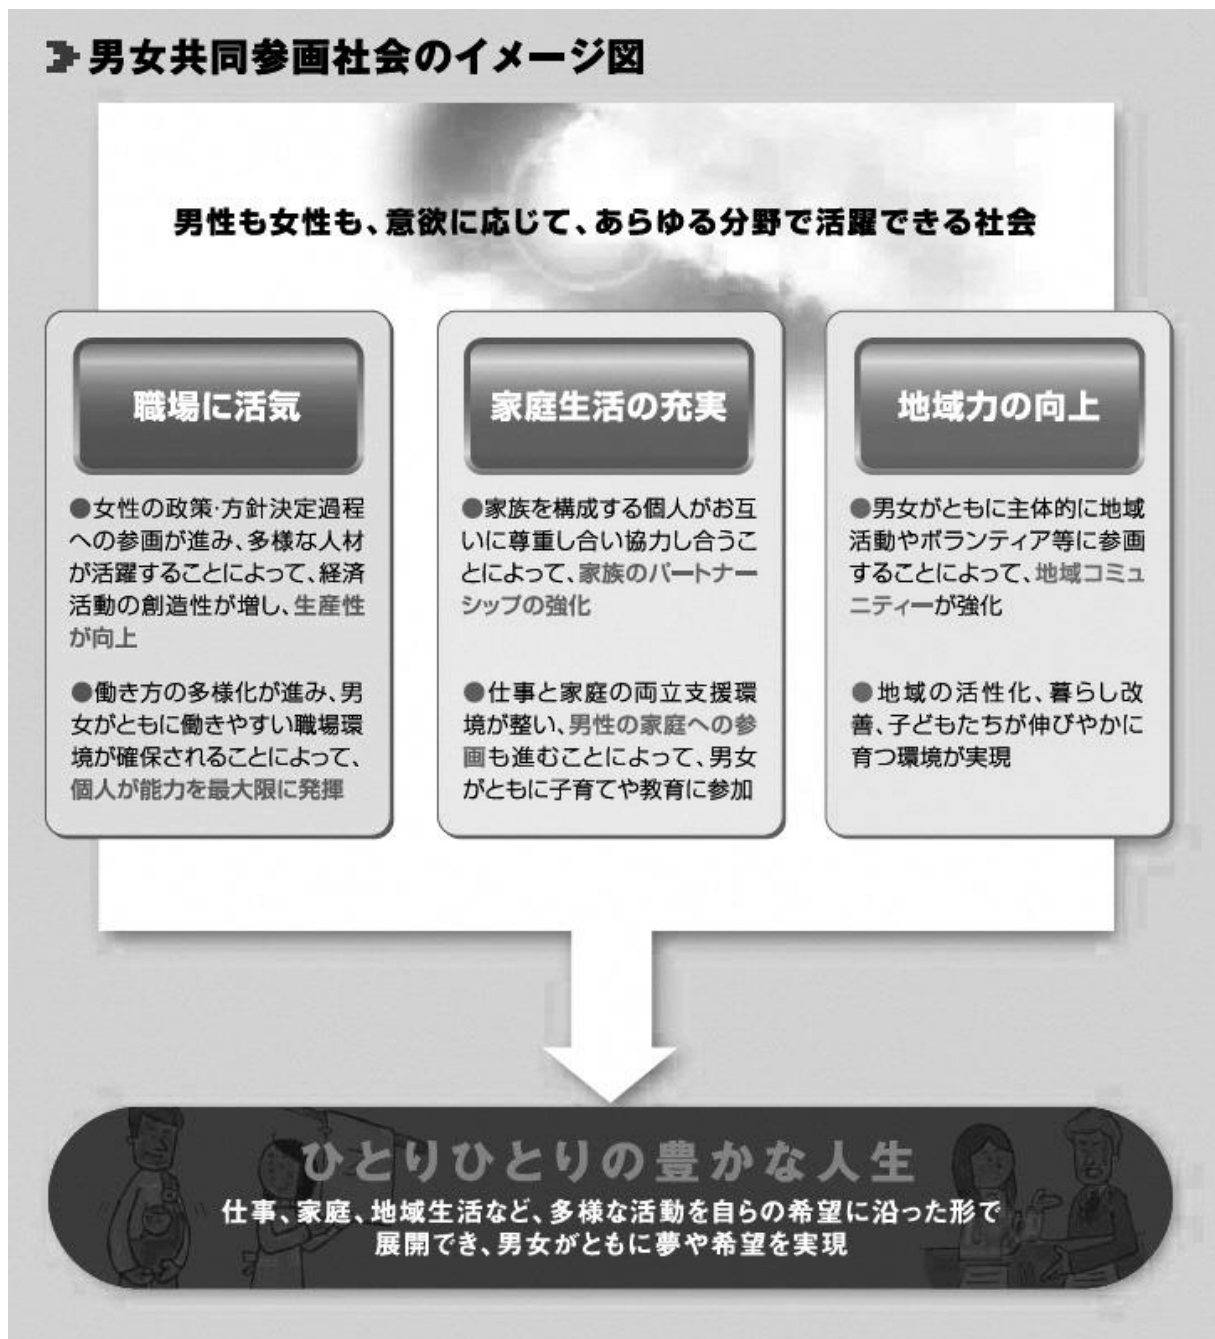 男女共同参画社会のイメージ図
男性も女性も、意欲に応じて、あらゆる分野で活躍できる社会
職場に活気
●女性の政策・方針決定過程
への参画が進み、多様な人材
が活躍することによって、経済
活動の創造性が増し、生産性
が向上
●働き方の多様化が進み、男
女がともに働きやすい職場環
境が確保されることによって、
個人が能力を最大限に発揮
家庭生活の充実
●家族を構成する個人がお互
いに尊重し合い協力し合うこ
とによって、家族のパートナー
シップの強化
●仕事と家庭の両立支援環
境が整い、男性の家庭への参
画も進むことによって、男女
がともに子育てや教育に参加
地域力の向上
●男女がともに主体的に地域
活動やボランティア等に参画
することによって、地域コミュ
ニティーが強化
●地域の活性化、暮らし改
善、子どもたちが伸びやかに
育つ環境が実現
ひとりひとりの豊かな人生
仕事、家庭、地域生活など、多様な活動を自らの希望に沿った形で
展開でき、男女がともに夢や希望を実現